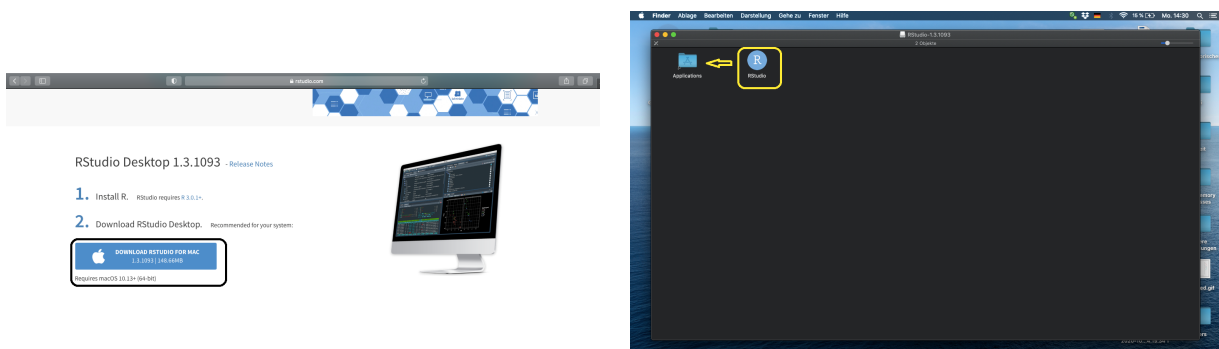 rstudio.com
RStudio Desktop 1.3.1093 - Release Notes
1. Install R. RStudio requires R 3.0.1+.
2. Download RStudio Desktop. Recommended for your system:
DOWNLOAD RSTUDIO FOR MAC
1.3.1093 | 148.66MB
Requires macOS 10.13+ (64-bit)
Finder Ablage Bearbeiten Darstellung Gehe zu Fenster Hilfe
Mo. 14:30
RStudio-1.3.1093
2 Objekte
Applications
R
RStudio